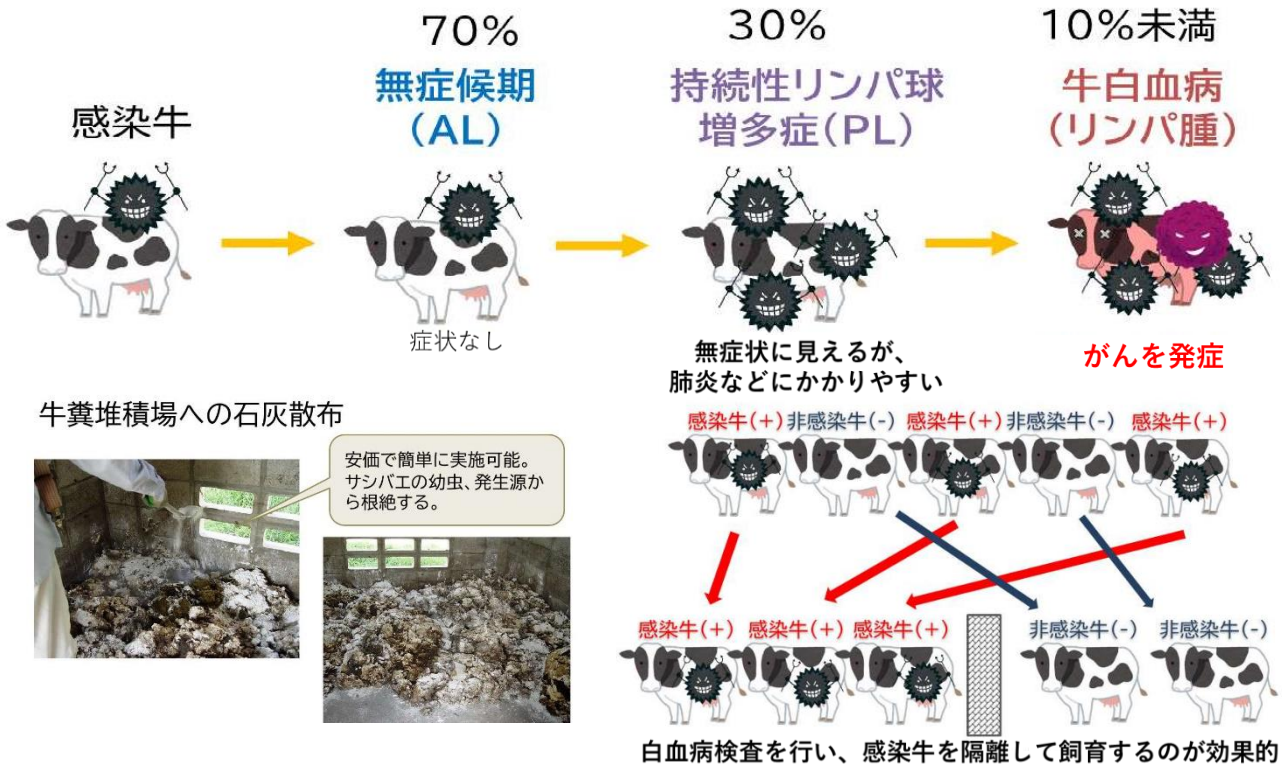 感染牛
70%
無症候期
(AL)
症状なし
30%
持続性リンパ球
増多症(PL)
無症状に見えるが、
肺炎などにかかりやすい
10%未満
牛白血病
(リンパ腫)
がんを発症
牛糞堆積場への石灰散布
安価で簡単に実施可能。
サシバエの幼虫、発生源か
ら根絶する。
感染牛(+) 非感染牛(-) 感染牛(+) 非感染牛(-) 感染牛(+)
感染牛(+) 感染牛(+) 感染牛(+) 非感染牛(-) 非感染牛(-)
白血病検査を行い、感染牛を隔離して飼育するのが効果的